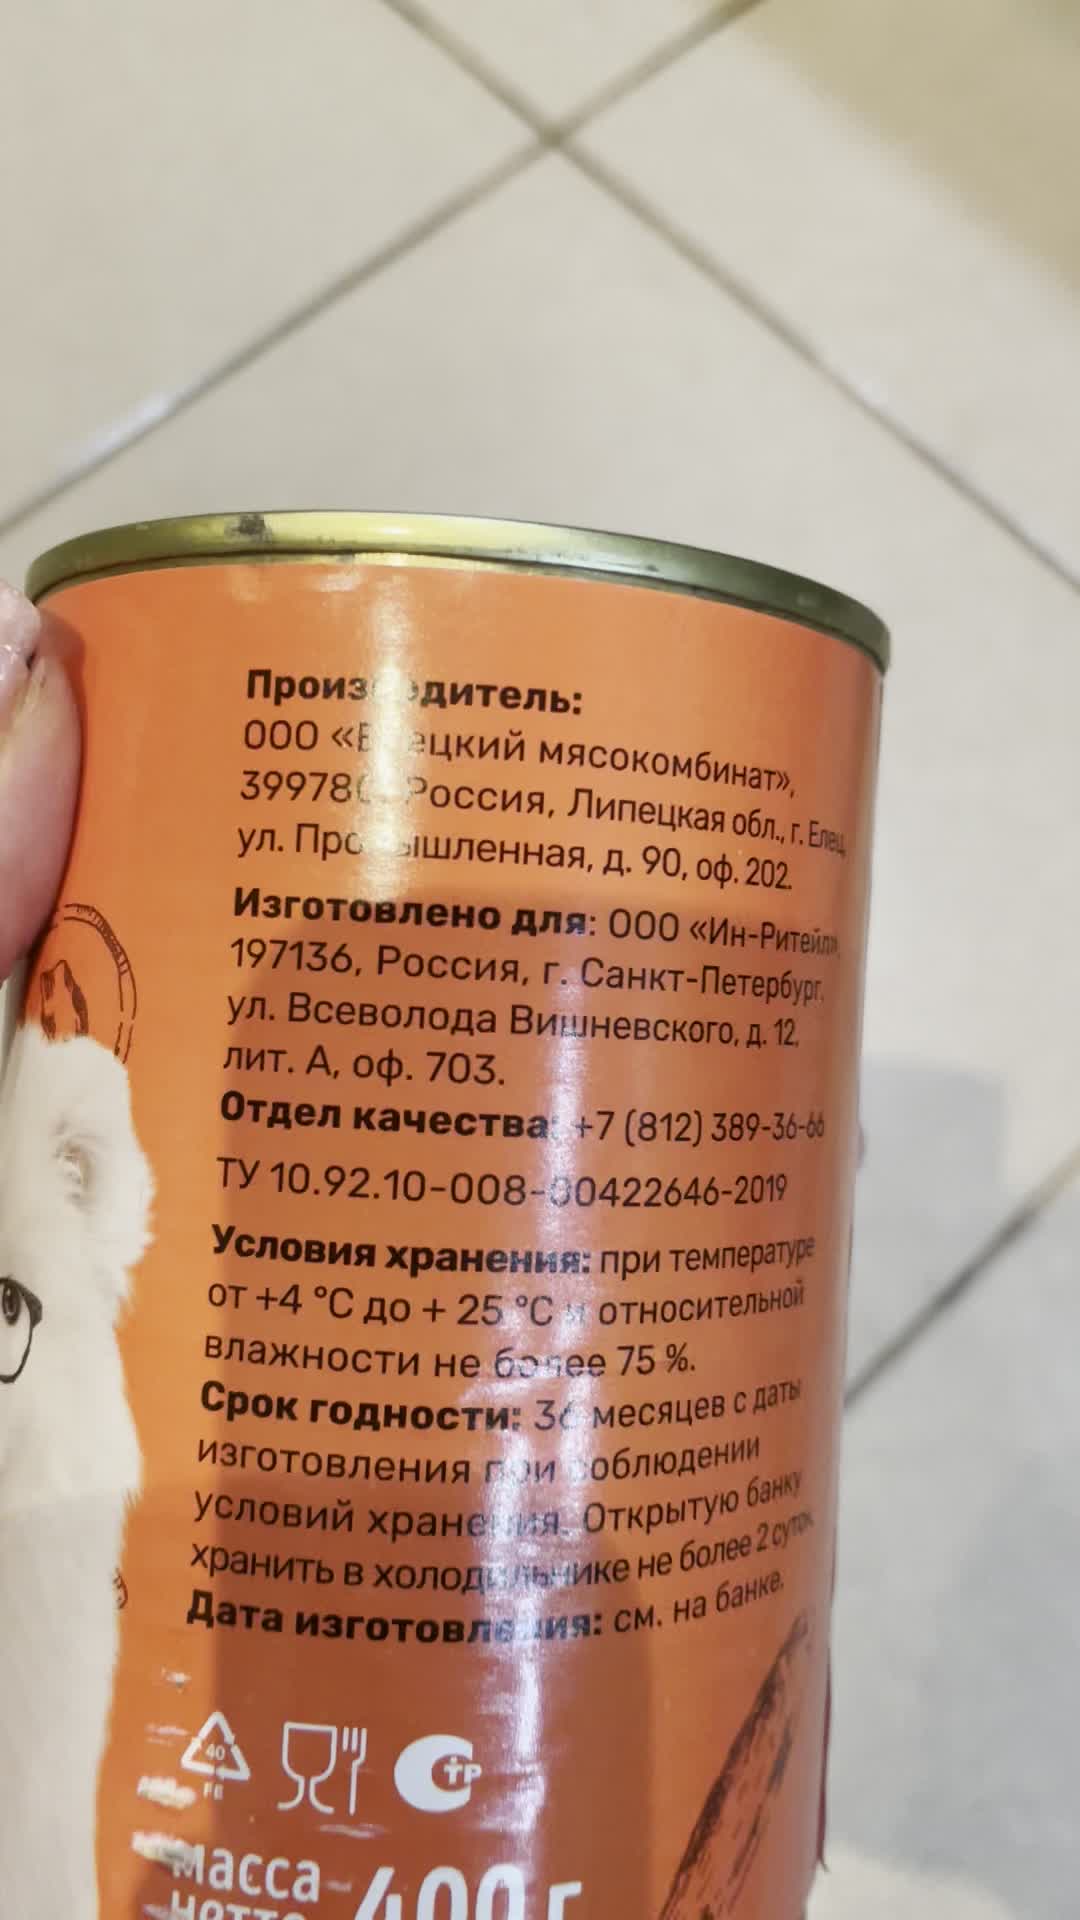 Производитель:
ООО «Елецкий мясокомбинат»,
Россия, Липецкая обл., г. Елец,
ул. Промышленная, д. 90, оф. 202.
Изготовлено для: ООО «Ин-Ритейл»,
197136, Россия, г. Санкт-Петербург,
ул. Всеволода Вишневского, д. 12,
лит. А, оф. 703.
Отдел качества: +7 (812) 389-36-66
ТУ 10.92.10-008-00422646-2019
Условия хранения: при температуре
от +4 °С до + 25 °С и относительной
влажности не более 75 %.
Срок годности: 36 месяцев с даты
изготовления при соблюдении
условий хранения. Открытую банку
хранить в холодильнике не более 2 суток.
Дата изготовления: см. на банке.
40
FE
СТР
масса
нетто
400 г